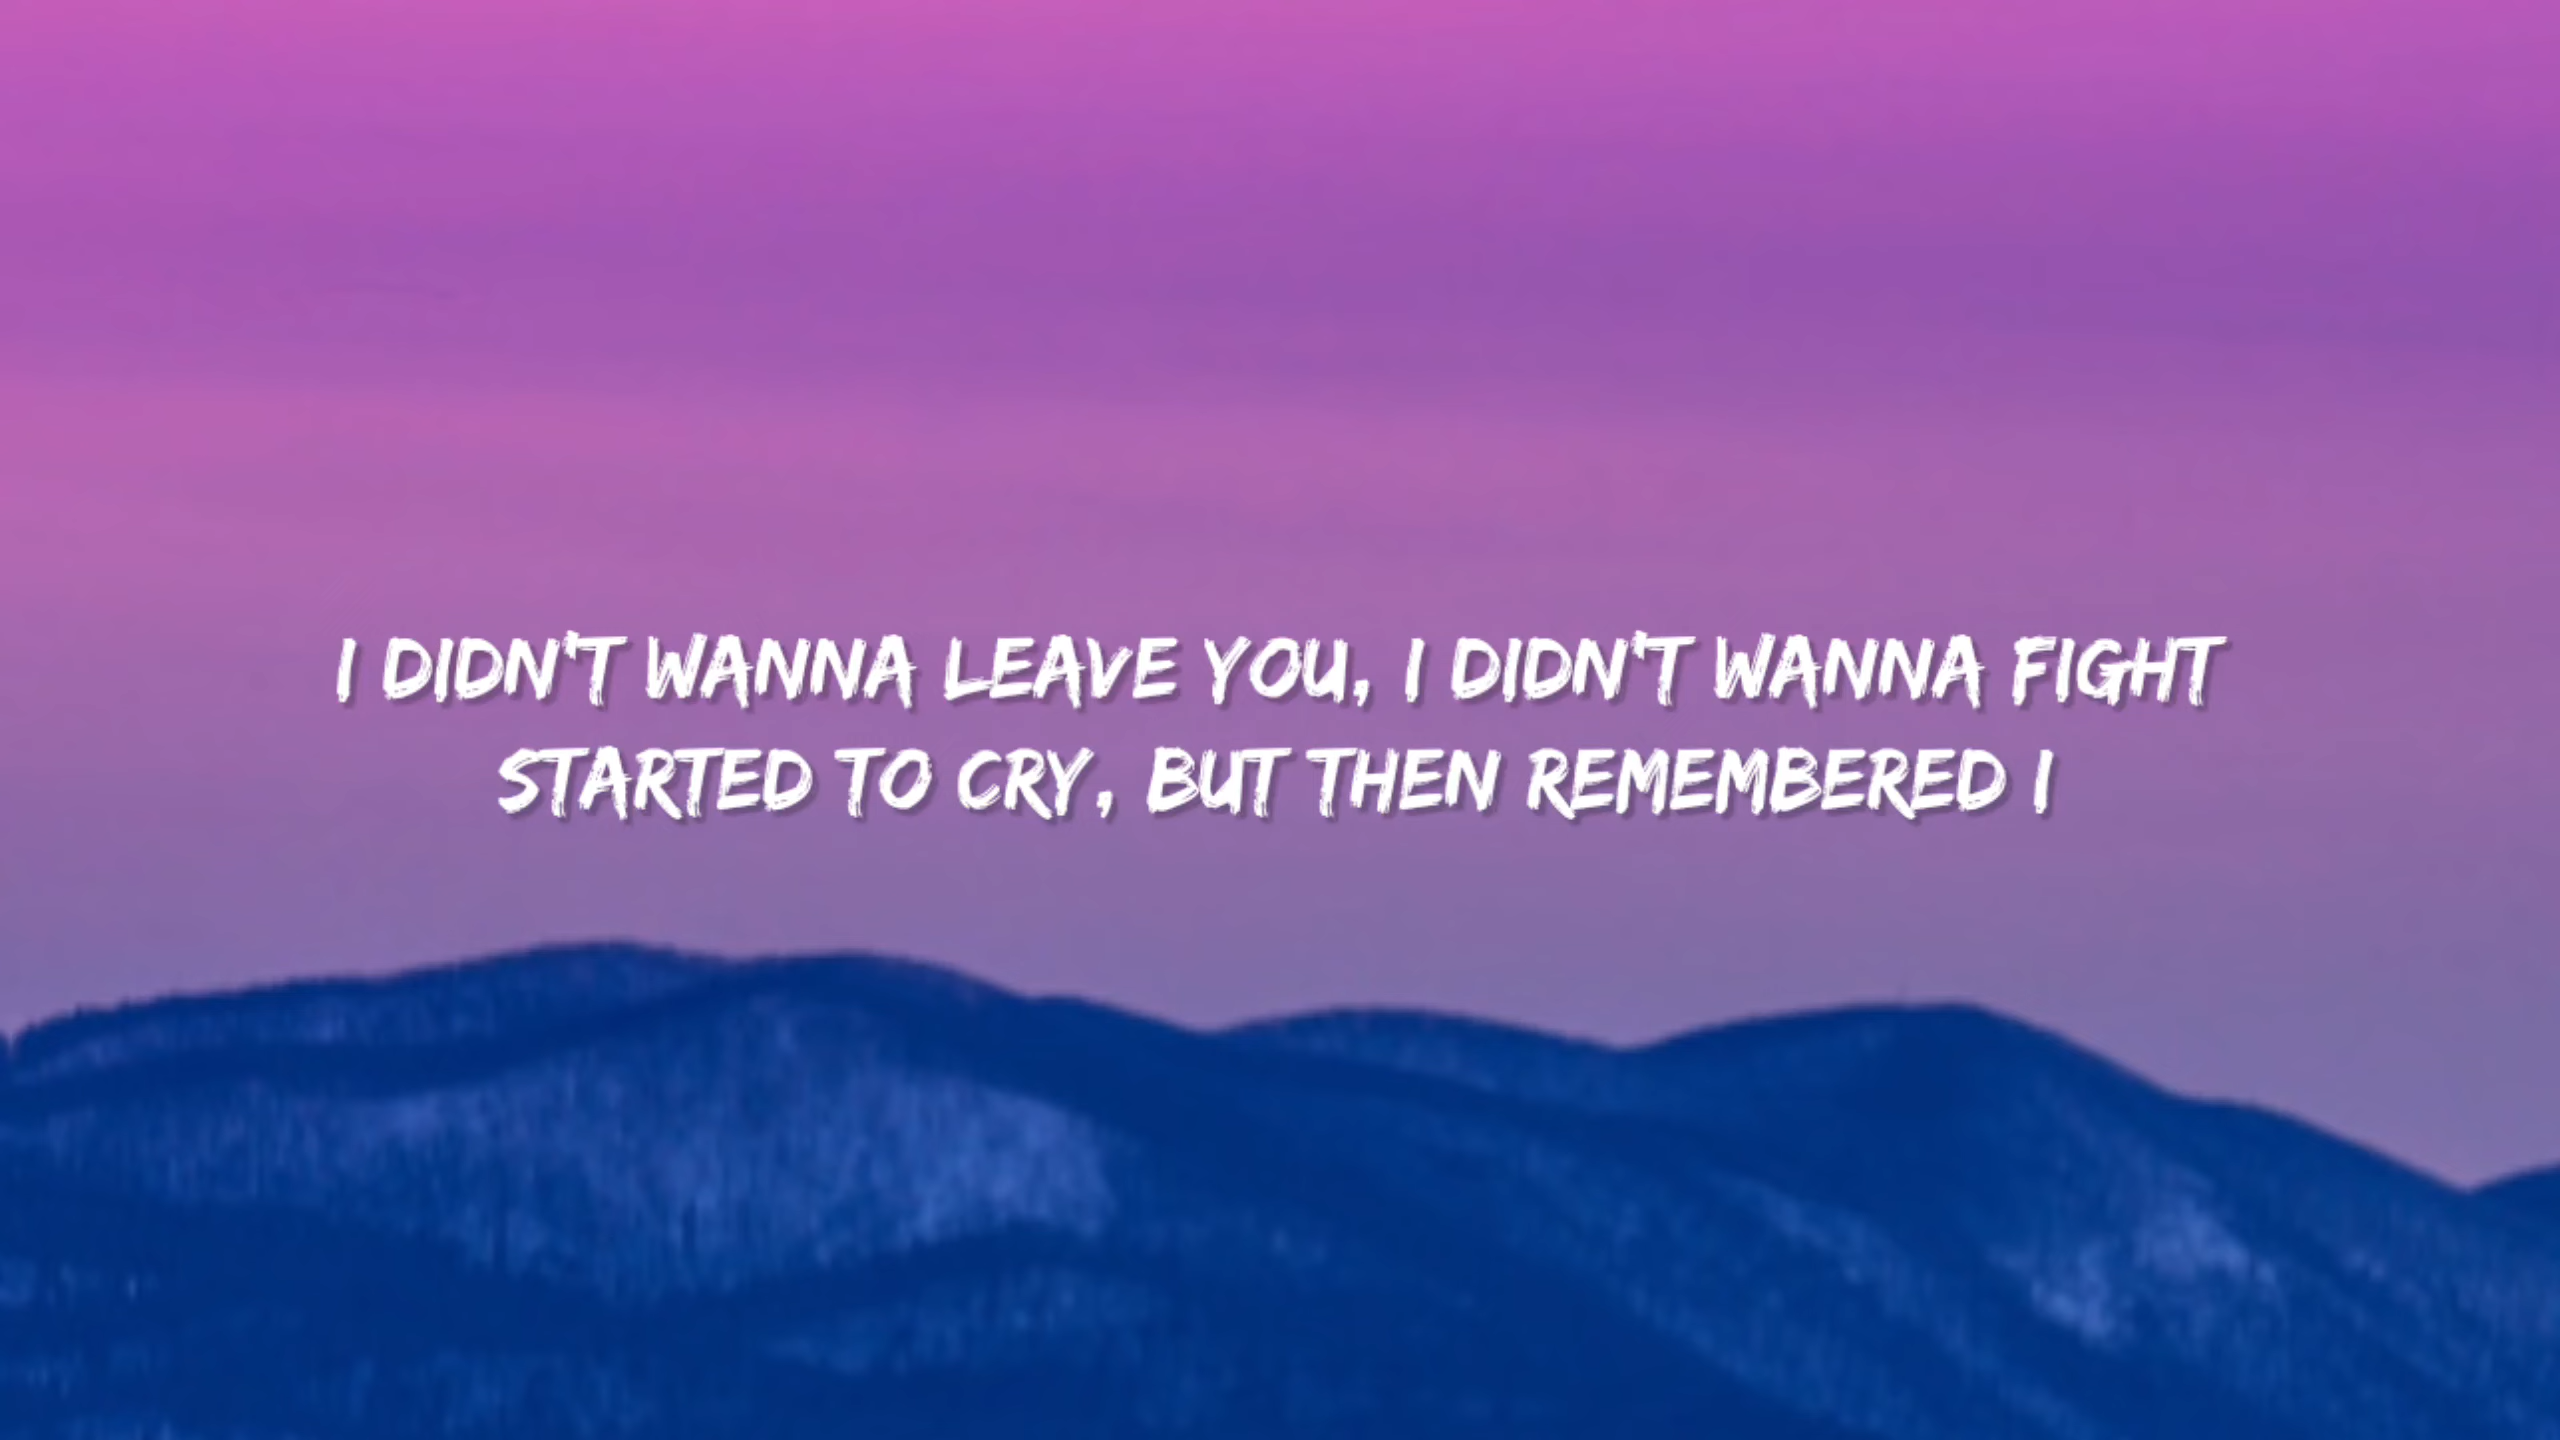 I DIDN'T WANNA LEAVE YOU, I DIDN'T WANNA FIGHT
STARTED TO CRY, BUT THEN REMEMBERED I